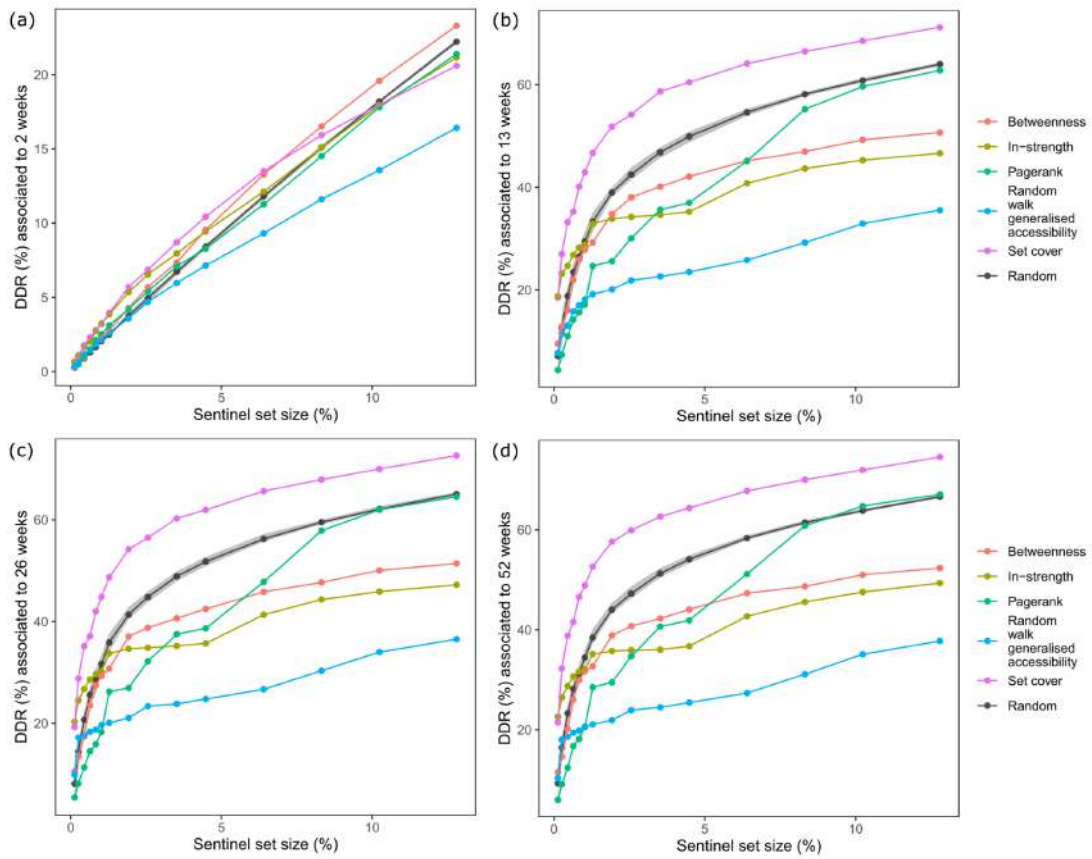 (a)
DDR (%) associated to 2 weeks
20
15
10
5
0
0 5 10
Sentinel set size (%)
(b)
DDR (%) associated to 13 weeks
60
40
20
0 5 10
Sentinel set size (%)
Betweenness
In-strength
Pagerank
Random
walk
generalised
accessibility
Set cover
Random
(c)
DDR (%) associated to 26 weeks
60
40
20
0 5 10
Sentinel set size (%)
(d)
DDR (%) associated to 52 weeks
60
40
20
0 5 10
Sentinel set size (%)
Betweenness
In-strength
Pagerank
Random
walk
generalised
accessibility
Set cover
Random